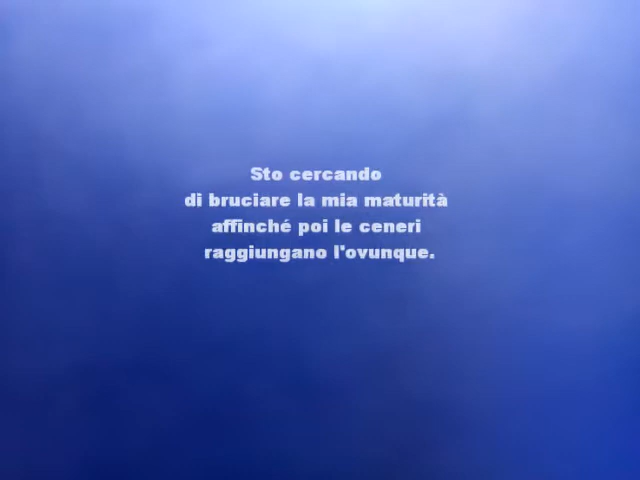 Sto cercando
di bruciare la mia maturità
affinché poi le ceneri
raggiungano l'ovunque.